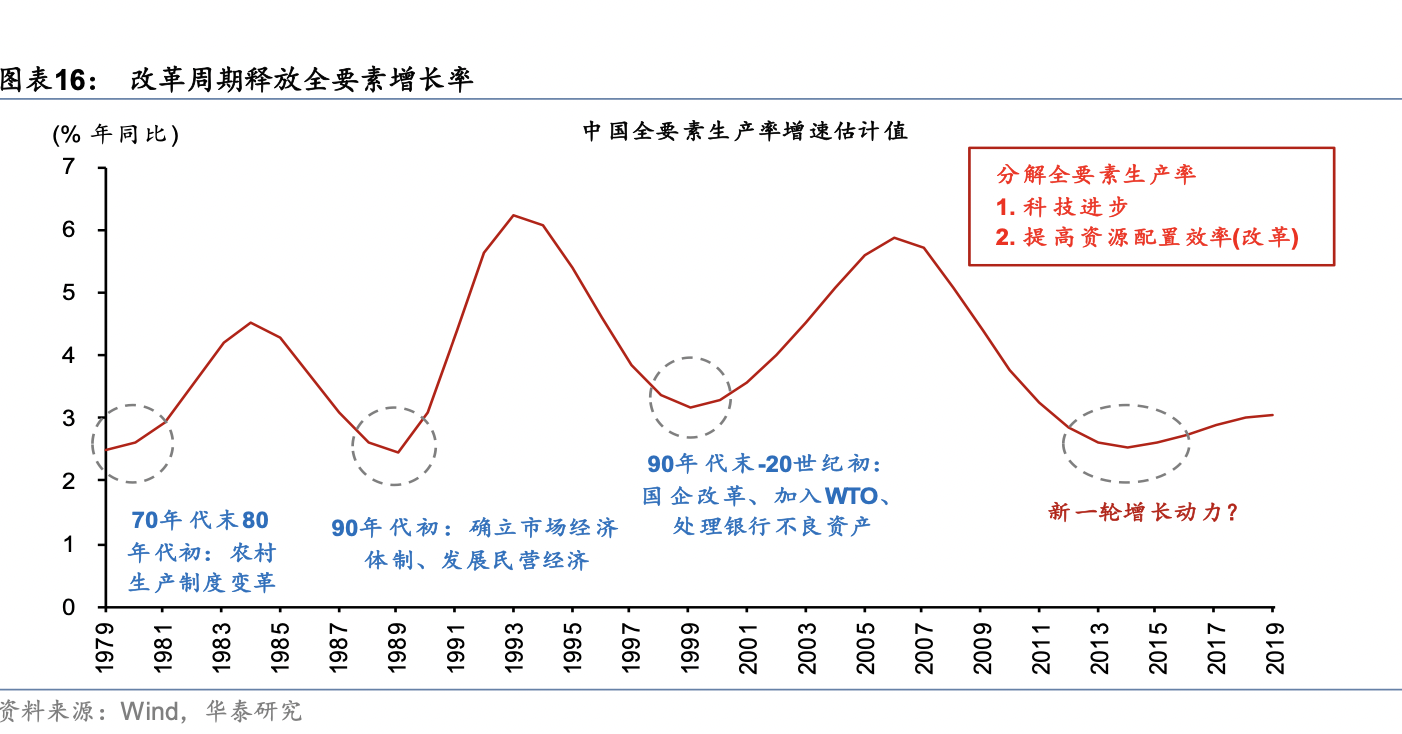 图表16： 改革周期释放全要素增长率
(% 年同比)
中国全要素生产率增速估计值
7
6
5
4
3
2
1
0
分解全要素生产率
1. 科技进步
2. 提高资源配置效率(改革)
70年代末80
年代初：农村
生产制度变革
90年代初：确立市场经济
体制、发展民营经济
90年代末-20世纪初：
国企改革、加入WTO、
处理银行不良资产
新一轮增长动力？
1979
1981
1983
1985
1987
1989
1991
1993
1995
1997
1999
2001
2003
2005
2007
2009
2011
2013
2015
2017
2019
资料来源：Wind，华泰研究